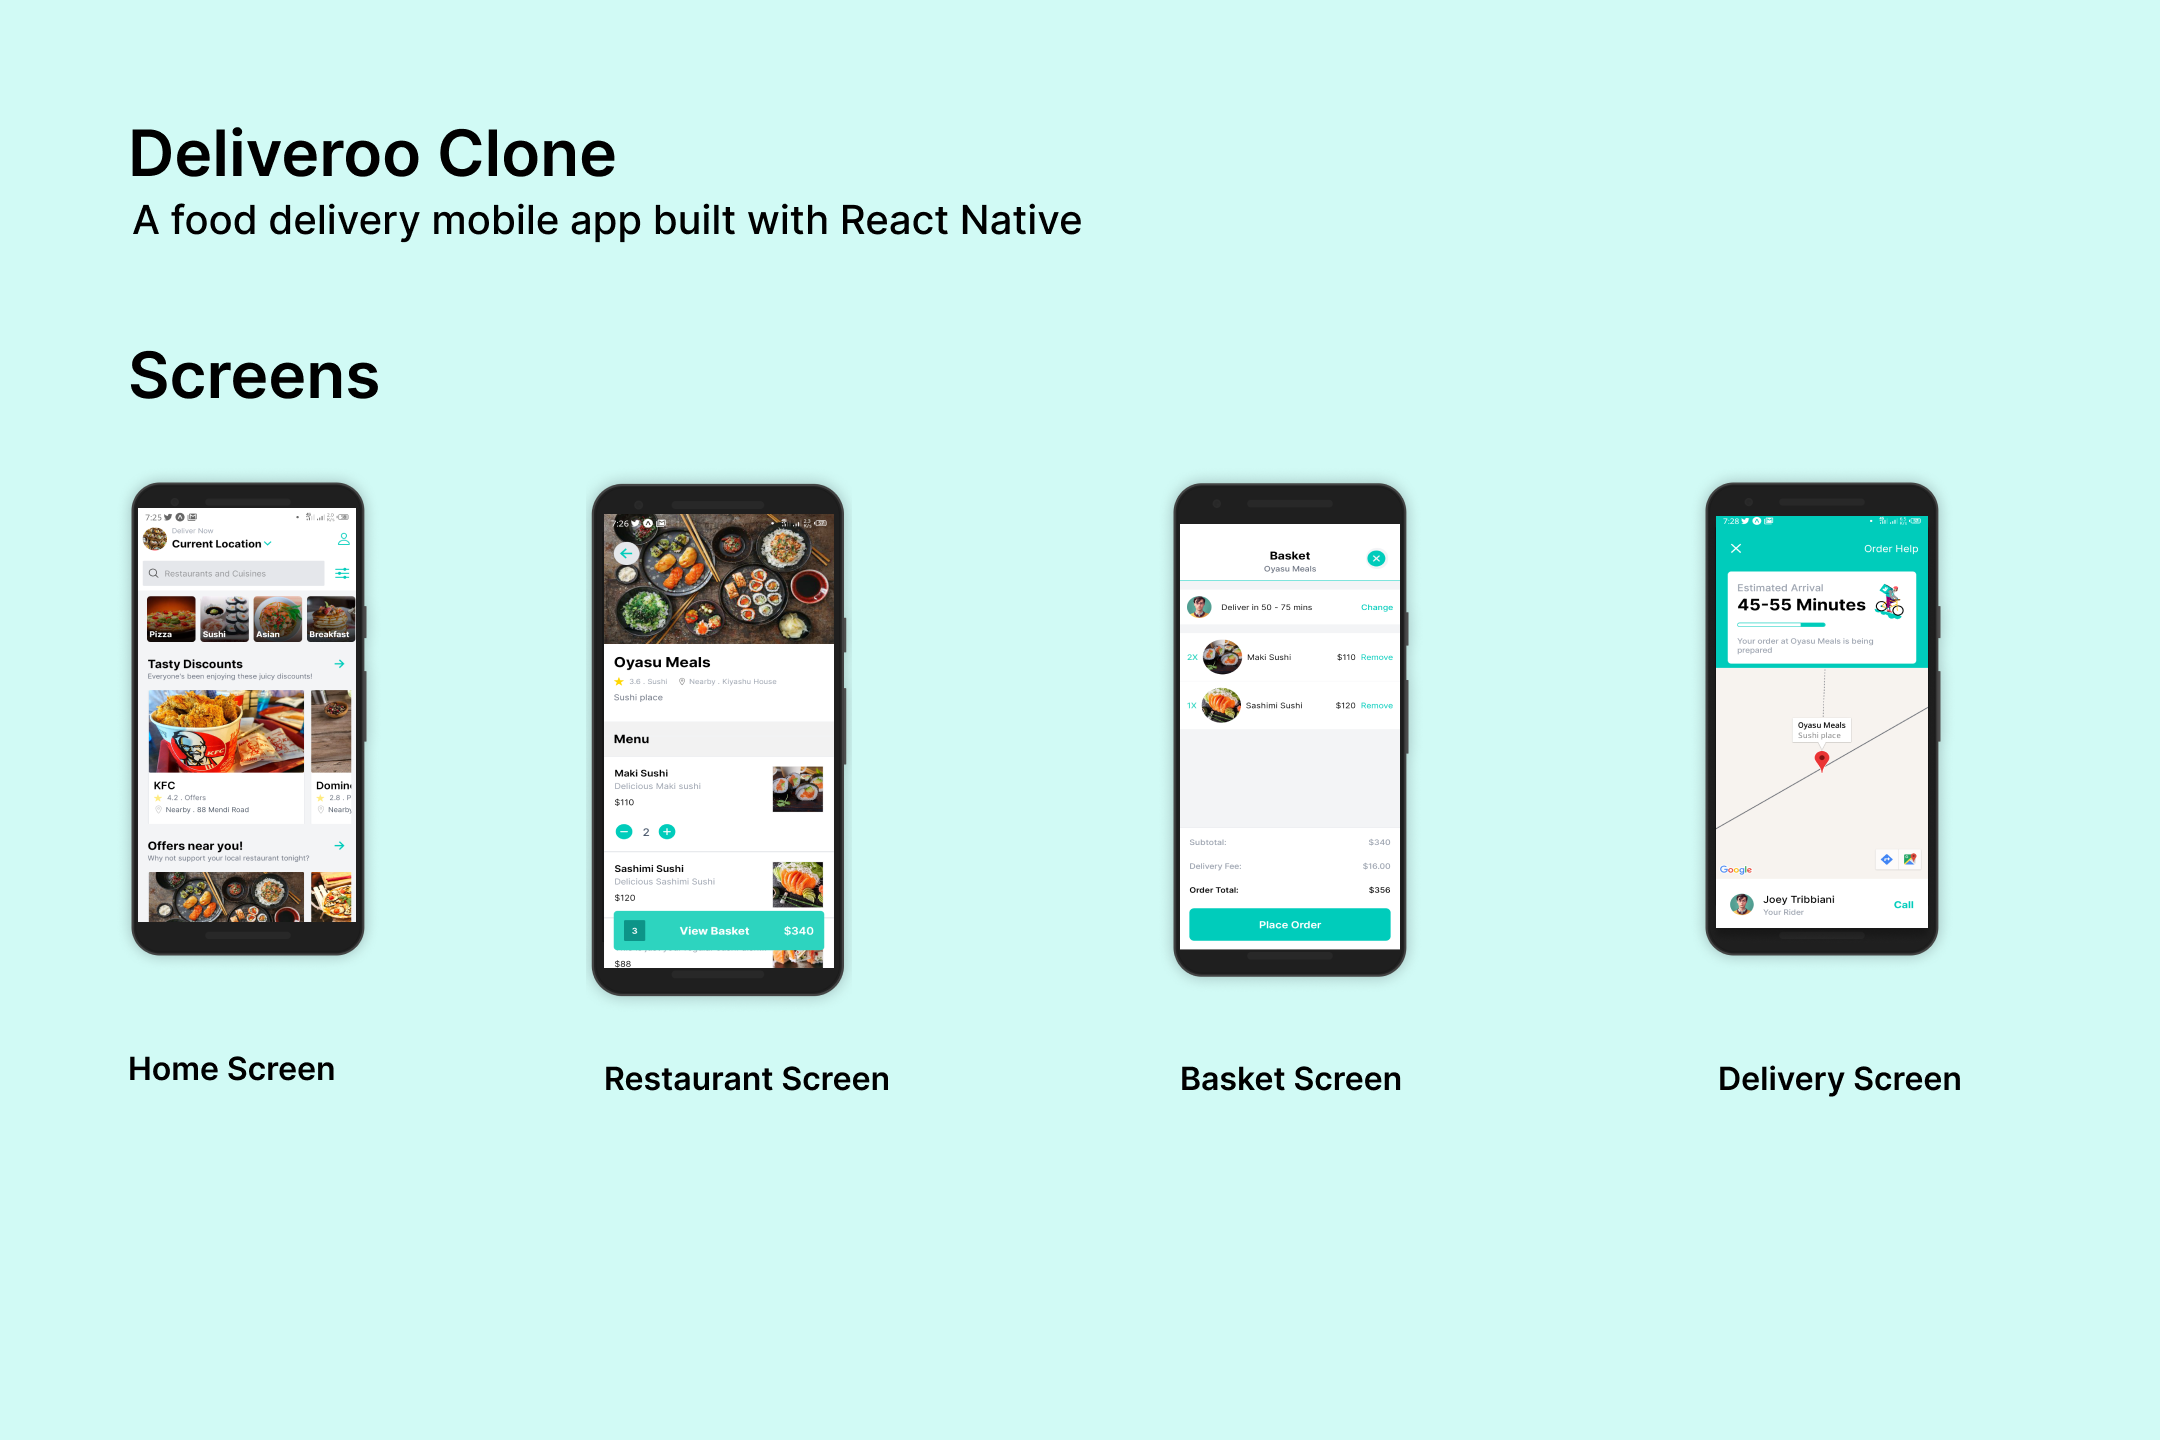 Deliveroo Clone
A food delivery mobile app built with React Native
Screens
7:25
Deliver Now
Current Location
Restaurants and Cuisines
Pizza
Sushi
Asian
Breakfast
Tasty Discounts
Everyone's been enjoying these juicy discounts!
KFC
KFC
4.2 . Offers
Nearby . 88 Mendi Road
Domin
2.8 . P
Nearby
Offers near you!
Why not support your local restaurant tonight?
Home Screen
7:26
Oyasu Meals
3.6 . Sushi
Nearby . Kiyashu House
Sushi place
Menu
Maki Sushi
Delicious Maki sushi
$110
2
Sashimi Sushi
Delicious Sashimi Sushi
$120
3 View Basket $340
$88
Restaurant Screen
Basket
Oyasu Meals
Deliver in 50 - 75 mins Change
2X Maki Sushi $110 Remove
1X Sashimi Sushi $120 Remove
Subtotal: $340
Delivery Fee: $16.00
Order Total: $356
Place Order
Basket Screen
7:28
Order Help
Estimated Arrival
45-55 Minutes
Your order at Oyasu Meals is being
prepared
Oyasu Meals
Sushi place
Google
Joey Tribbiani
Your Rider
Call
Delivery Screen